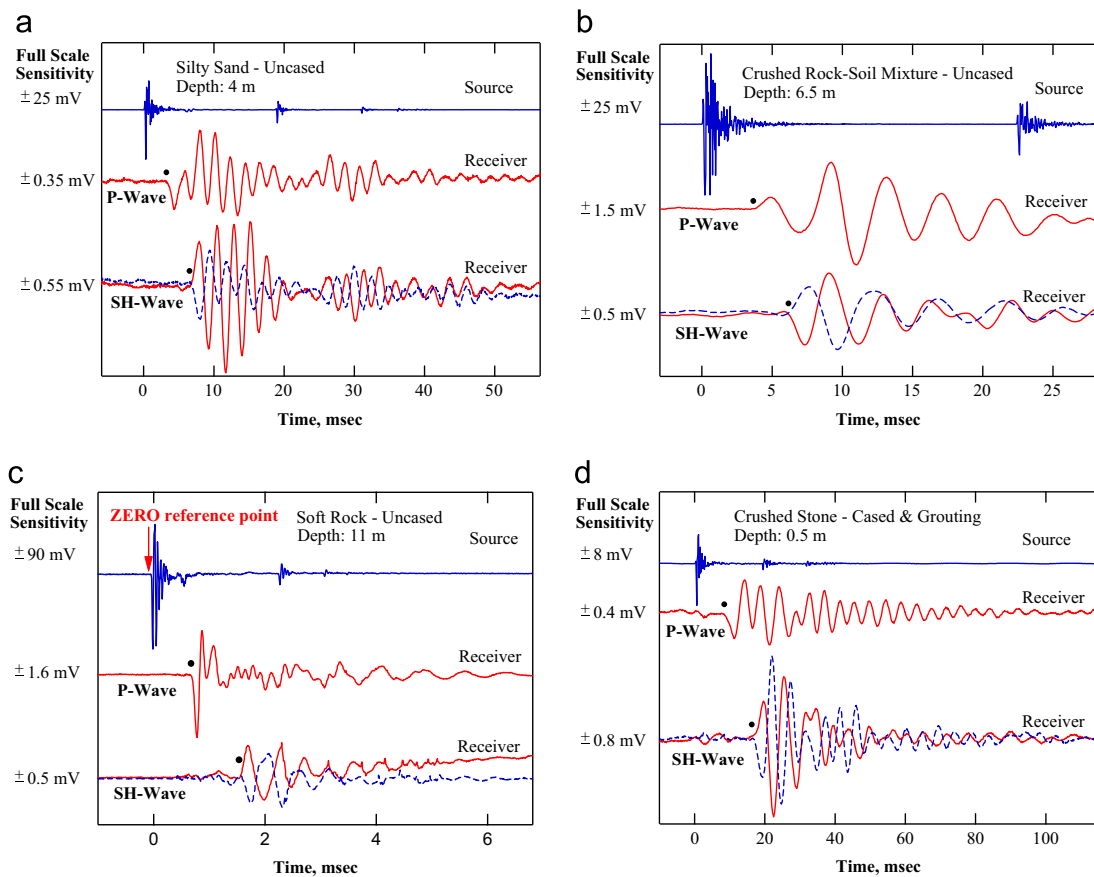 a
Full Scale
Sensitivity
± 25 mV
Silty Sand - Uncased
Depth: 4 m
Source
± 0.35 mV
P-Wave
Receiver
± 0.55 mV
SH-Wave
Receiver
0 10 20 30 40 50
Time, msec
b
Full Scale
Sensitivity
± 25 mV
Crushed Rock-Soil Mixture - Uncased
Depth: 6.5 m
Source
± 1.5 mV
P-Wave
Receiver
± 0.5 mV
SH-Wave
Receiver
0 5 10 15 20 25
Time, msec
c
Full Scale
Sensitivity
ZERO reference point
± 90 mV
Soft Rock - Uncased
Depth: 11 m
Source
± 1.6 mV
P-Wave
Receiver
± 0.5 mV
SH-Wave
Receiver
0 2 4 6
Time, msec
d
Full Scale
Sensitivity
± 8 mV
Crushed Stone - Cased & Grouting
Depth: 0.5 m
Source
± 0.4 mV
P-Wave
Receiver
± 0.8 mV
SH-Wave
Receiver
0 20 40 60 80 100
Time, msec